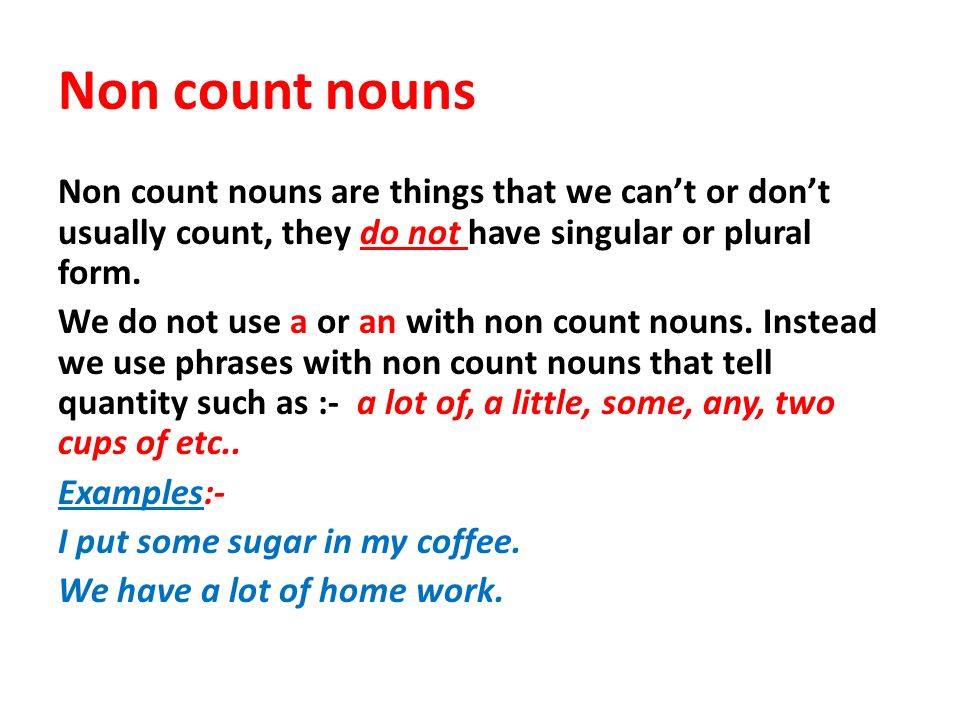 Non count nouns
Non count nouns are things that we can’t or don’t
usually count, they do not have singular or plural
form.
We do not use a or an with non count nouns. Instead
we use phrases with non count nouns that tell
quantity such as :-  a lot of, a little, some, any, two
cups of etc..
Examples:-
I put some sugar in my coffee.
We have a lot of home work.